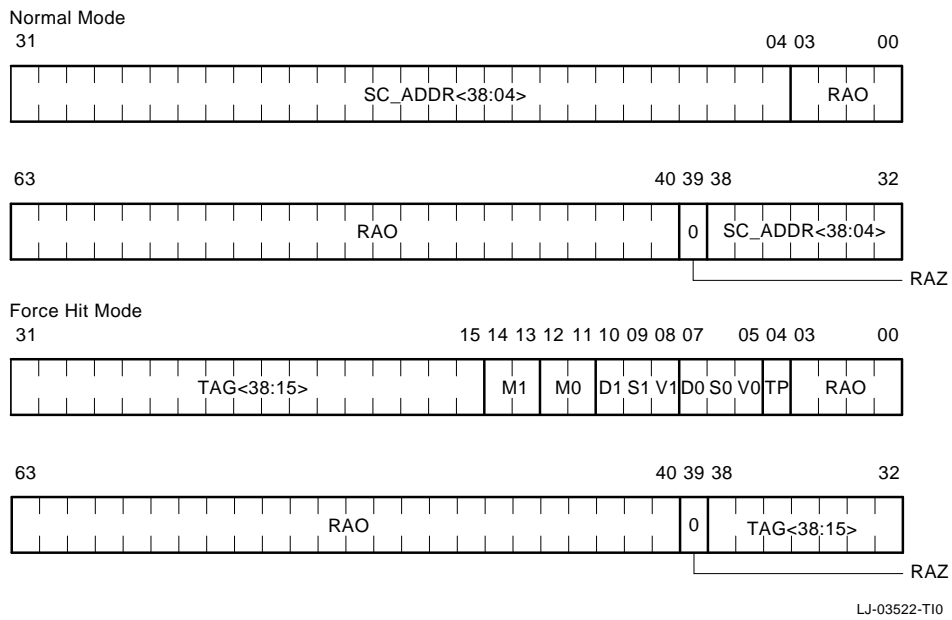 Normal Mode
31 04 03 00
SC_ADDR<38:04> RAO
63 40 39 38 32
RAO 0 SC_ADDR<38:04>
RAZ
Force Hit Mode
31 15 14 13 12 11 10 09 08 07 05 04 03 00
TAG<38:15> M1 M0 D1 S1 V1 D0 S0 V0 TP RAO
63 40 39 38 32
RAO 0 TAG<38:15>
RAZ
LJ-03522-TI0